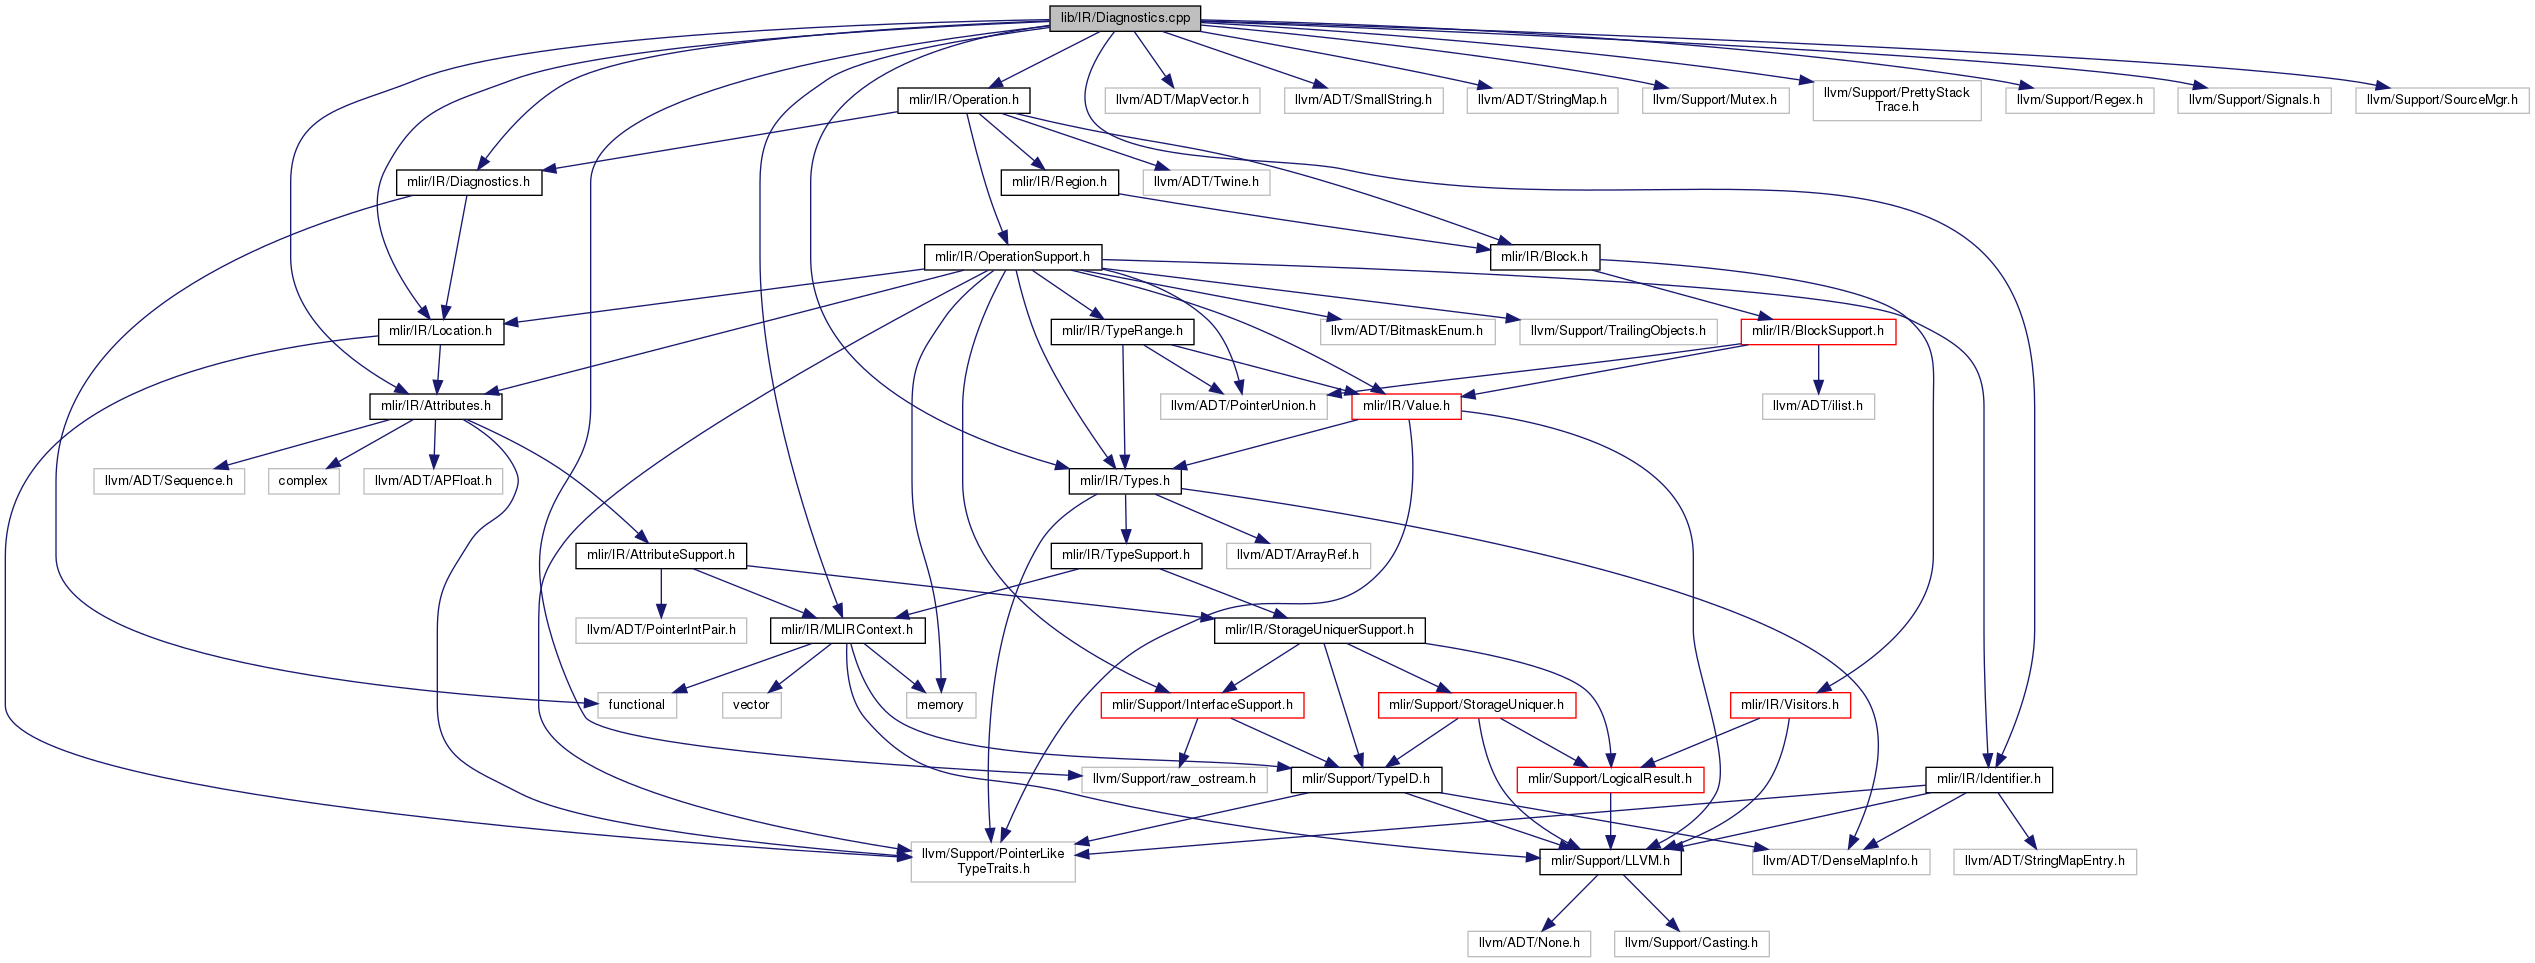 lib/IR/Diagnostics.cpp
mlir/IR/Operation.h
llvm/ADT/MapVector.h
llvm/ADT/SmallString.h
llvm/ADT/StringMap.h
llvm/Support/Mutex.h
llvm/Support/PrettyStack
Trace.h
llvm/Support/Regex.h
llvm/Support/Signals.h
llvm/Support/SourceMgr.h
mlir/IR/Diagnostics.h
mlir/IR/Region.h
llvm/ADT/Twine.h
mlir/IR/OperationSupport.h
mlir/IR/Block.h
mlir/IR/Location.h
mlir/IR/TypeRange.h
llvm/ADT/BitmaskEnum.h
llvm/Support/TrailingObjects.h
mlir/IR/BlockSupport.h
mlir/IR/Attributes.h
llvm/ADT/PointerUnion.h
mlir/IR/Value.h
llvm/ADT/ilist.h
llvm/ADT/Sequence.h
complex
llvm/ADT/APFloat.h
mlir/IR/Types.h
mlir/IR/AttributeSupport.h
mlir/IR/TypeSupport.h
llvm/ADT/ArrayRef.h
llvm/ADT/PointerIntPair.h
mlir/IR/MLIRContext.h
mlir/IR/StorageUniquerSupport.h
functional
vector
memory
mlir/Support/InterfaceSupport.h
mlir/Support/StorageUniquer.h
mlir/IR/Visitors.h
llvm/Support/raw_ostream.h
mlir/Support/TypeID.h
mlir/Support/LogicalResult.h
mlir/IR/Identifier.h
llvm/Support/PointerLike
TypeTraits.h
mlir/Support/LLVM.h
llvm/ADT/DenseMapInfo.h
llvm/ADT/StringMapEntry.h
llvm/ADT/None.h
llvm/Support/Casting.h